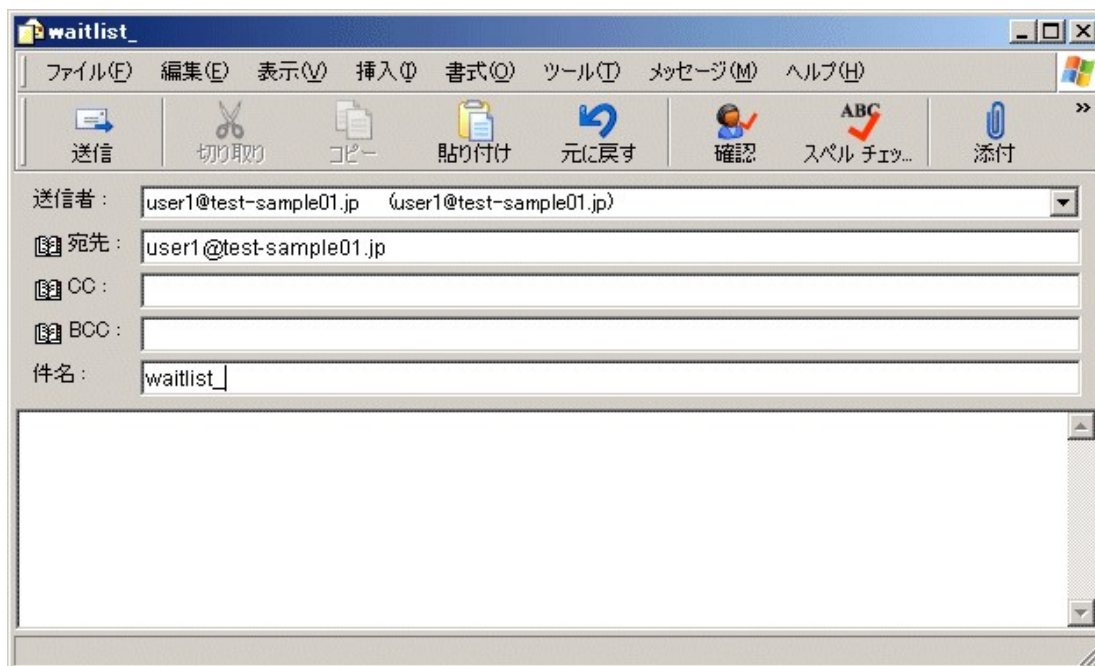 waitlist_
ファイル(F) 編集(E) 表示(V) 挿入(I) 書式(O) ツール(T) メッセージ(M) ヘルプ(H)
送信 切り取り コピー 貼り付け 元に戻す ABC 確認 スペル チェッ... 添付 »
送信者： user1@test-sample01.jp (user1@test-sample01.jp)
宛先： user1@test-sample01.jp
CC：
BCC：
件名： waitlist_